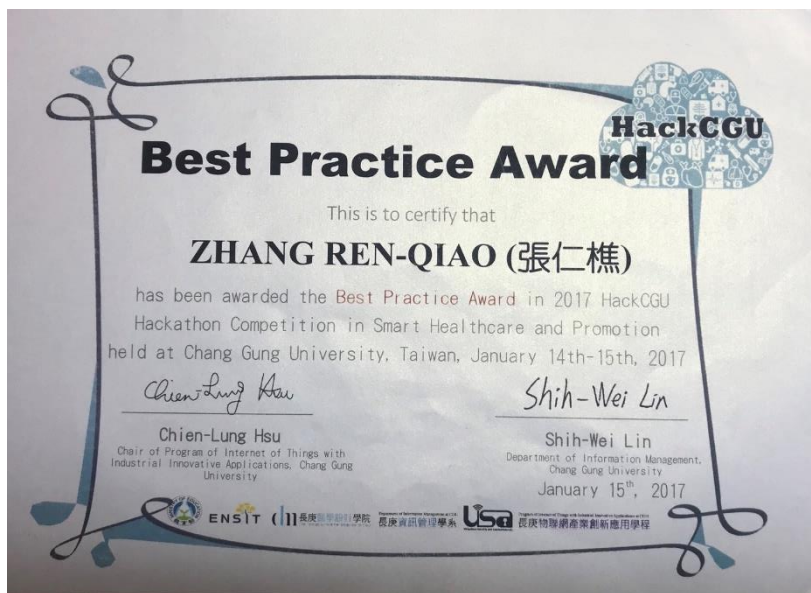 HackCGU
Best Practice Award
This is to certify that
ZHANG REN-QIAO (張仁樵)
has been awarded the Best Practice Award in 2017 HackCGU
Hackathon Competition in Smart Healthcare and Promotion
held at Chang Gung University, Taiwan, January 14th-15th, 2017
Chien-Lung Hsu
Shih-Wei Lin
Chien-Lung Hsu
Chair of Program of Internet of Things with
Industrial Innovative Applications, Chang Gung
University
Shih-Wei Lin
Department of Information Management,
Chang Gung University
January 15th, 2017
ENSIT
長庚資訊管理學系
長庚物聯網產業創新應用學程